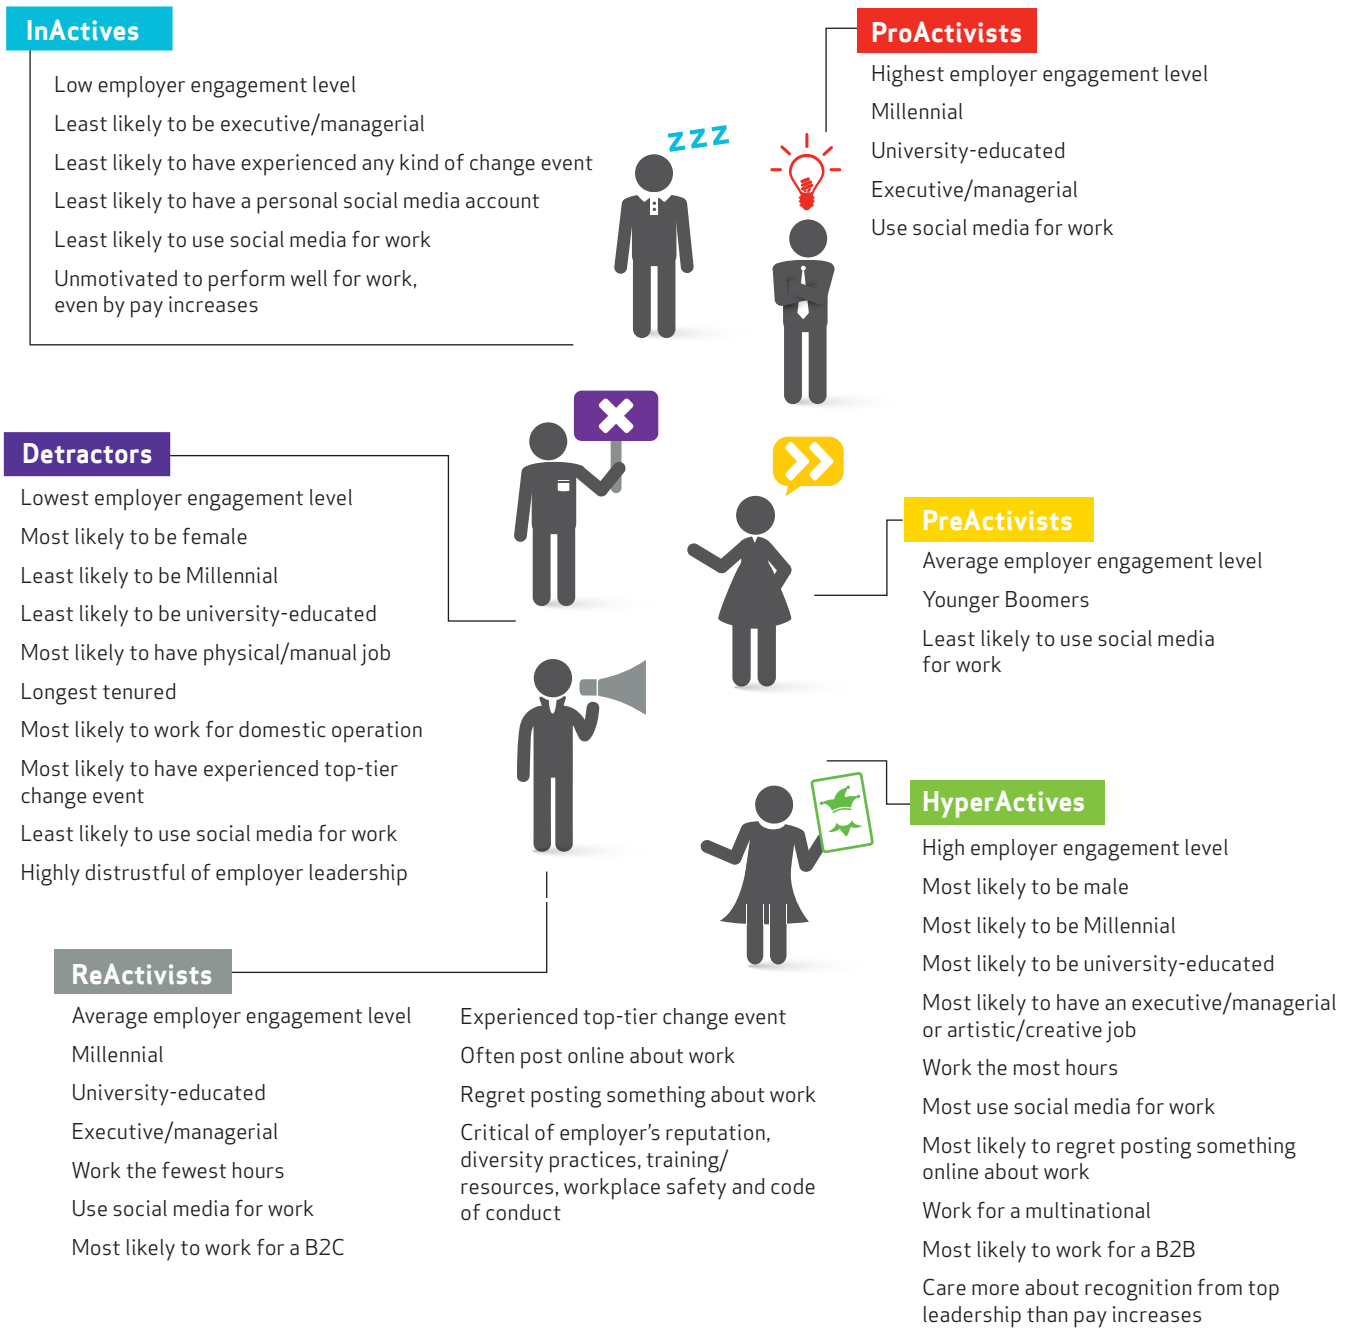 InActives
Low employer engagement level
Least likely to be executive/managerial
Least likely to have experienced any kind of change event
Least likely to have a personal social media account
Least likely to use social media for work
Unmotivated to perform well for work,
even by pay increases
zzz
ProActivists
Highest employer engagement level
Millennial
University-educated
Executive/managerial
Use social media for work
Detractors
Lowest employer engagement level
Most likely to be female
Least likely to be Millennial
Least likely to be university-educated
Most likely to have physical/manual job
Longest tenured
Most likely to work for domestic operation
Most likely to have experienced top-tier
change event
Least likely to use social media for work
Highly distrustful of employer leadership
PreActivists
Average employer engagement level
Younger Boomers
Least likely to use social media
for work
ReActivists
Average employer engagement level
Millennial
University-educated
Executive/managerial
Work the fewest hours
Use social media for work
Most likely to work for a B2C
Experienced top-tier change event
Often post online about work
Regret posting something about work
Critical of employer's reputation,
diversity practices, training/
resources, workplace safety and code
of conduct
HyperActives
High employer engagement level
Most likely to be male
Most likely to be Millennial
Most likely to be university-educated
Most likely to have an executive/managerial
or artistic/creative job
Work the most hours
Most use social media for work
Most likely to regret posting something
online about work
Work for a multinational
Most likely to work for a B2B
Care more about recognition from top
leadership than pay increases